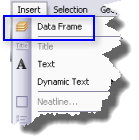 Insert Selection Ge
Data Frame
Title
Text
Dynamic Text
Neatline...